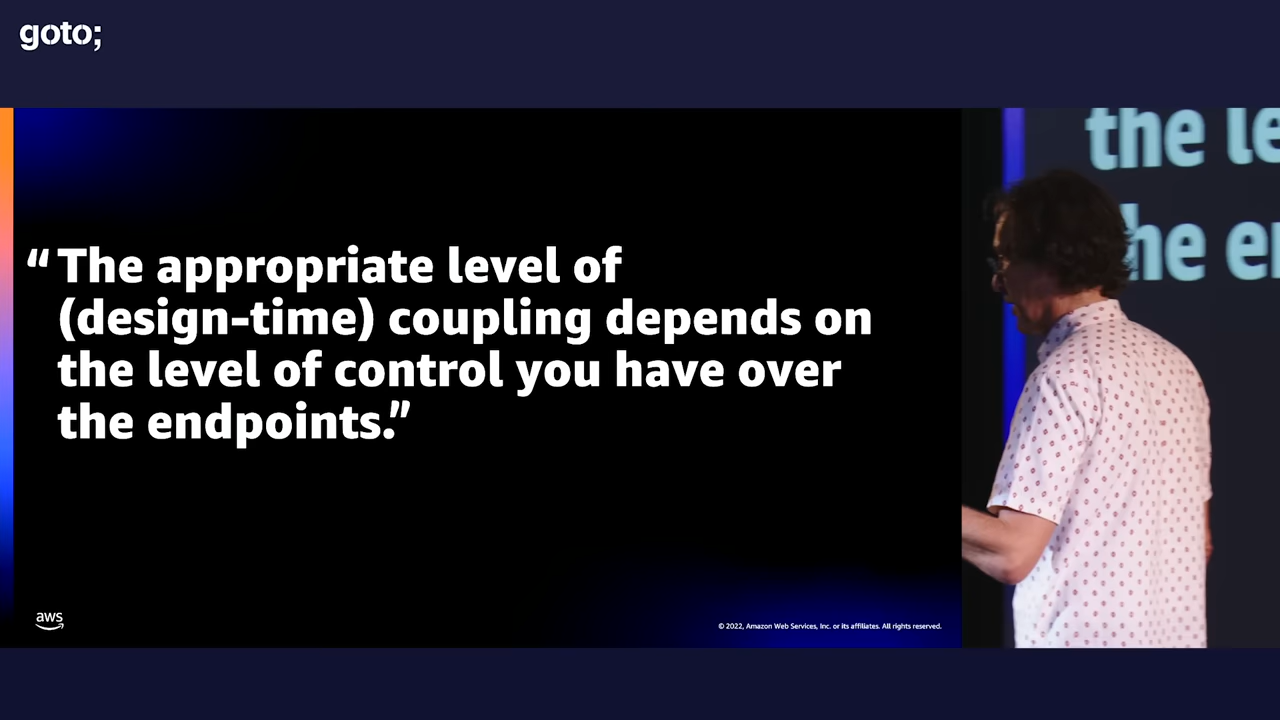 goto;
“The appropriate level of
(design-time) coupling depends on
the level of control you have over
the endpoints.”
aws
© 2022, Amazon Web Services, Inc. or its affiliates. All rights reserved.
the le
he e